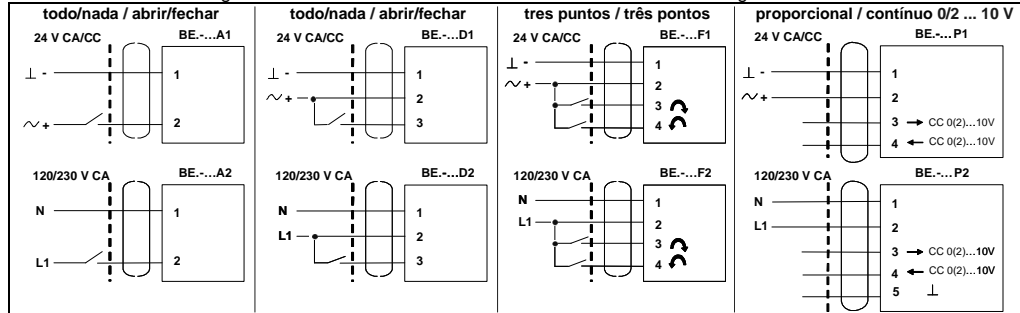 todo/nada / abrir/fechar
24 V CA/CC BE.-...A1
⊥ -
1
∼ +
2
120/230 V CA BE.-...A2
N
1
L1
2
todo/nada / abrir/fechar
24 V CA/CC BE.-...D1
⊥ -
1
∼ +
2
3
120/230 V CA BE.-...D2
N
1
L1
2
3
tres puntos / três pontos
24 V CA/CC BE.-...F1
⊥ -
1
∼ +
2
3
4
120/230 V CA BE.-...F2
N
1
L1
2
3
4
proporcional / contínuo 0/2 ... 10 V
24 V CA/CC BE.-... P1
⊥ -
1
∼ +
2
3 → CC 0(2)...10V
4 ← CC 0(2)...10V
120/230 V CA BE.-... P2
N
1
L1
2
3 → CC 0(2)...10V
4 ← CC 0(2)...10V
5 ⊥